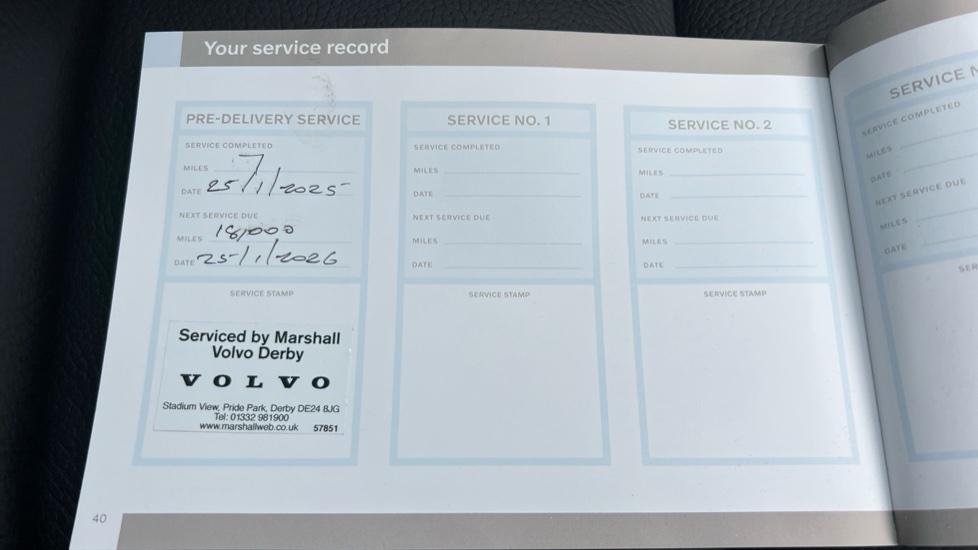 Your service record
PRE-DELIVERY SERVICE
SERVICE COMPLETED
MILES 7
DATE 25/1/2025
NEXT SERVICE DUE
MILES 18,000
DATE 25/1/2026
SERVICE STAMP
Serviced by Marshall
Volvo Derby
VOLVO
Stadium View, Pride Park, Derby DE24 8JG
Tel: 01332 981900
www.marshallweb.co.uk 57851
SERVICE NO. 1
SERVICE COMPLETED
MILES
DATE
NEXT SERVICE DUE
MILES
DATE
SERVICE STAMP
SERVICE NO. 2
SERVICE COMPLETED
MILES
DATE
NEXT SERVICE DUE
MILES
DATE
SERVICE STAMP
SERVICE
SERVICE COMPLETED
MILES
DATE
NEXT SERVICE DUE
MILES
DATE
40